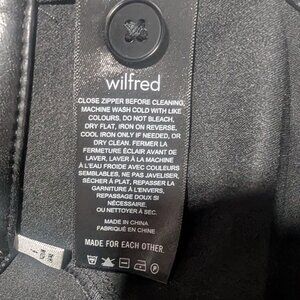 wilfred
CLOSE ZIPPER BEFORE CLEANING,
MACHINE WASH COLD WITH LIKE
COLOURS, DO NOT BLEACH,
DRY FLAT, IRON ON REVERSE,
COOL IRON ONLY IF NEEDED, OR
DRY CLEAN. FERMER LA
FERMETURE ÉCLAIR AVANT DE
LAVER, LAVER À LA MACHINE
À L'EAU FROIDE AVEC COULEURS
SEMBLABLES, NE PAS JAVELISER,
SÉCHER À PLAT, REPASSER LA
GARNITURE À L'ENVERS,
REPASSAGE DOUX SI
NÉCESSAIRE,
OU NETTOYER À SEC.
MADE IN CHINA
FABRIQUÉ EN CHINE
MADE FOR EACH OTHER.